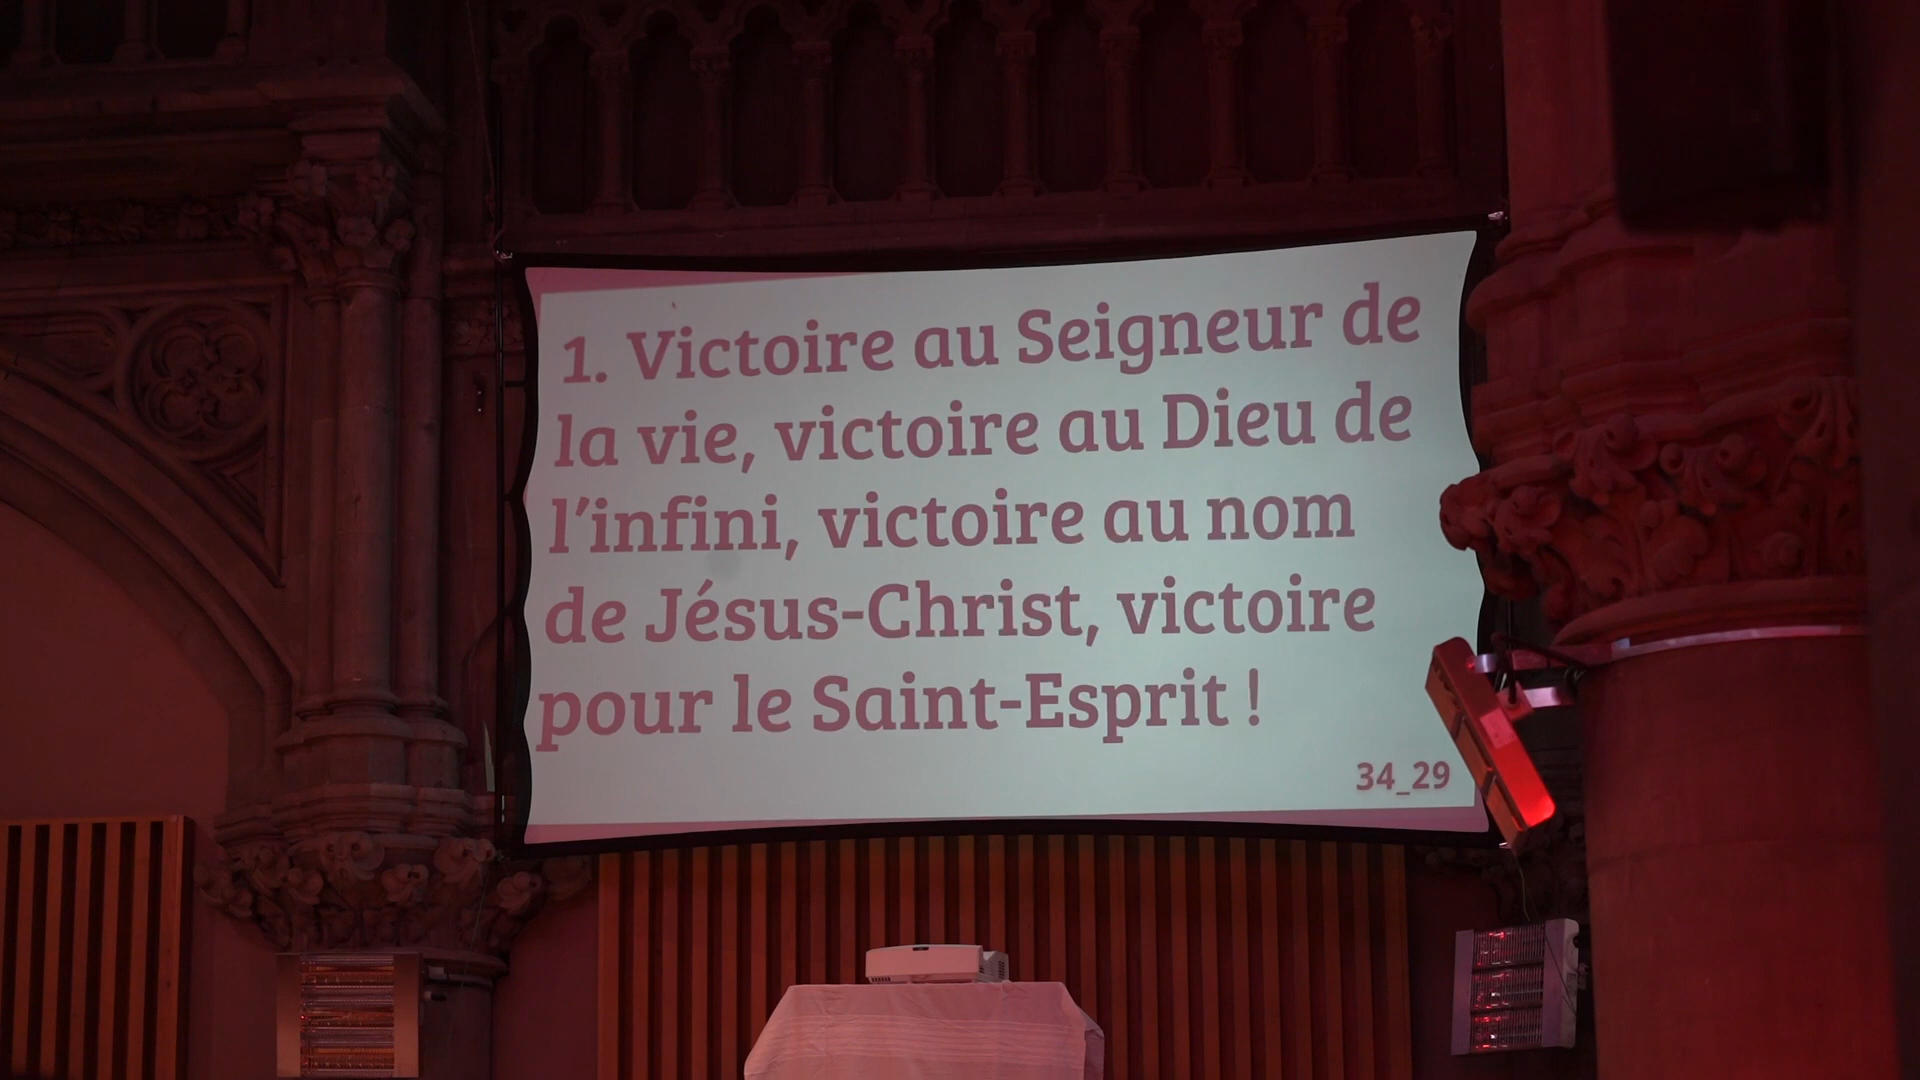 1. Victoire au Seigneur de
la vie, victoire au Dieu de
l’infini, victoire au nom
de Jésus-Christ, victoire
pour le Saint-Esprit !
34_29